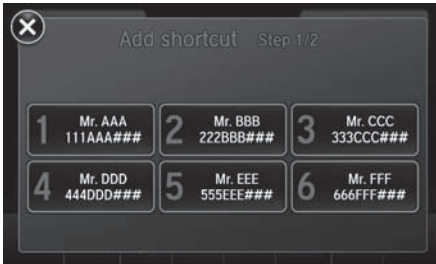 Add shortcut Step 1/2
1 Mr. AAA
111AAA###
2 Mr. BBB
222BBB###
3 Mr. CCC
333CCC###
4 Mr. DDD
444DDD###
5 Mr. EEE
555EEE###
6 Mr. FFF
666FFF###